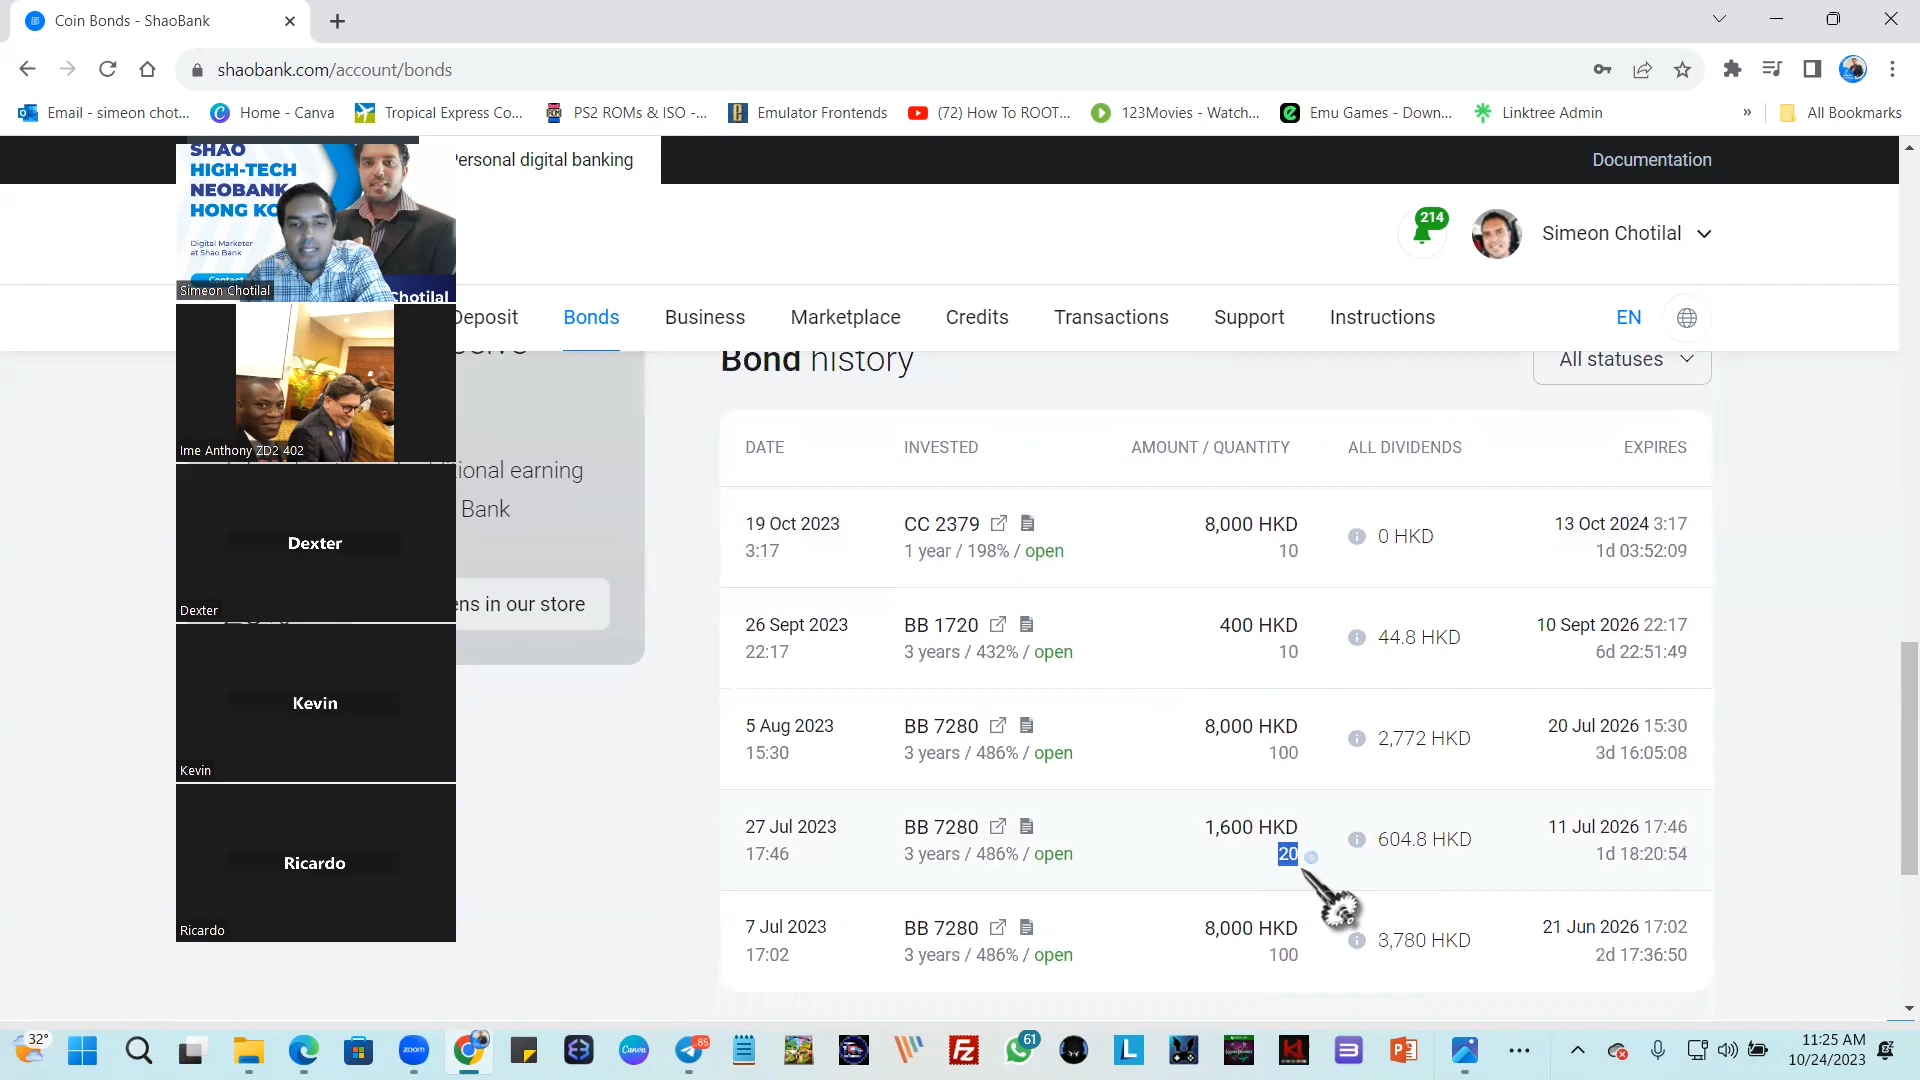 Coin Bonds - ShaoBank
shaobank.com/account/bonds
Email - simeon chot...
Home - Canva
Tropical Express Co...
PS2 ROMs & ISO -...
Emulator Frontends
(72) How To ROOT...
123Movies - Watch...
Emu Games - Down...
Linktree Admin
»
All Bookmarks
Personal digital banking
Documentation
SHAO
HIGH-TECH
NEOBANK
HONG KO
Digital Marketer
at Shao Bank
Contact
Chotilal
Simeon Chotilal
214
Simeon Chotilal
Deposit
Bonds
Business
Marketplace
Credits
Transactions
Support
Instructions
EN
Ime Anthony ZD2 402
Dexter
Dexter
Kevin
Kevin
Ricardo
Ricardo
tional earning
Bank
ens in our store
Bond history
All statuses
DATE INVESTED AMOUNT / QUANTITY ALL DIVIDENDS EXPIRES
19 Oct 2023 CC 2379 8,000 HKD 0 HKD 13 Oct 2024 3:17
3:17 1 year / 198% / open 10 1d 03:52:09
26 Sept 2023 BB 1720 400 HKD 44.8 HKD 10 Sept 2026 22:17
22:17 3 years / 432% / open 10 6d 22:51:49
5 Aug 2023 BB 7280 8,000 HKD 2,772 HKD 20 Jul 2026 15:30
15:30 3 years / 486% / open 100 3d 16:05:08
27 Jul 2023 BB 7280 1,600 HKD 604.8 HKD 11 Jul 2026 17:46
17:46 3 years / 486% / open 20 1d 18:20:54
7 Jul 2023 BB 7280 8,000 HKD 3,780 HKD 21 Jun 2026 17:02
17:02 3 years / 486% / open 100 2d 17:36:50
32°
zoom
Canva
85
61
11:25 AM
10/24/2023